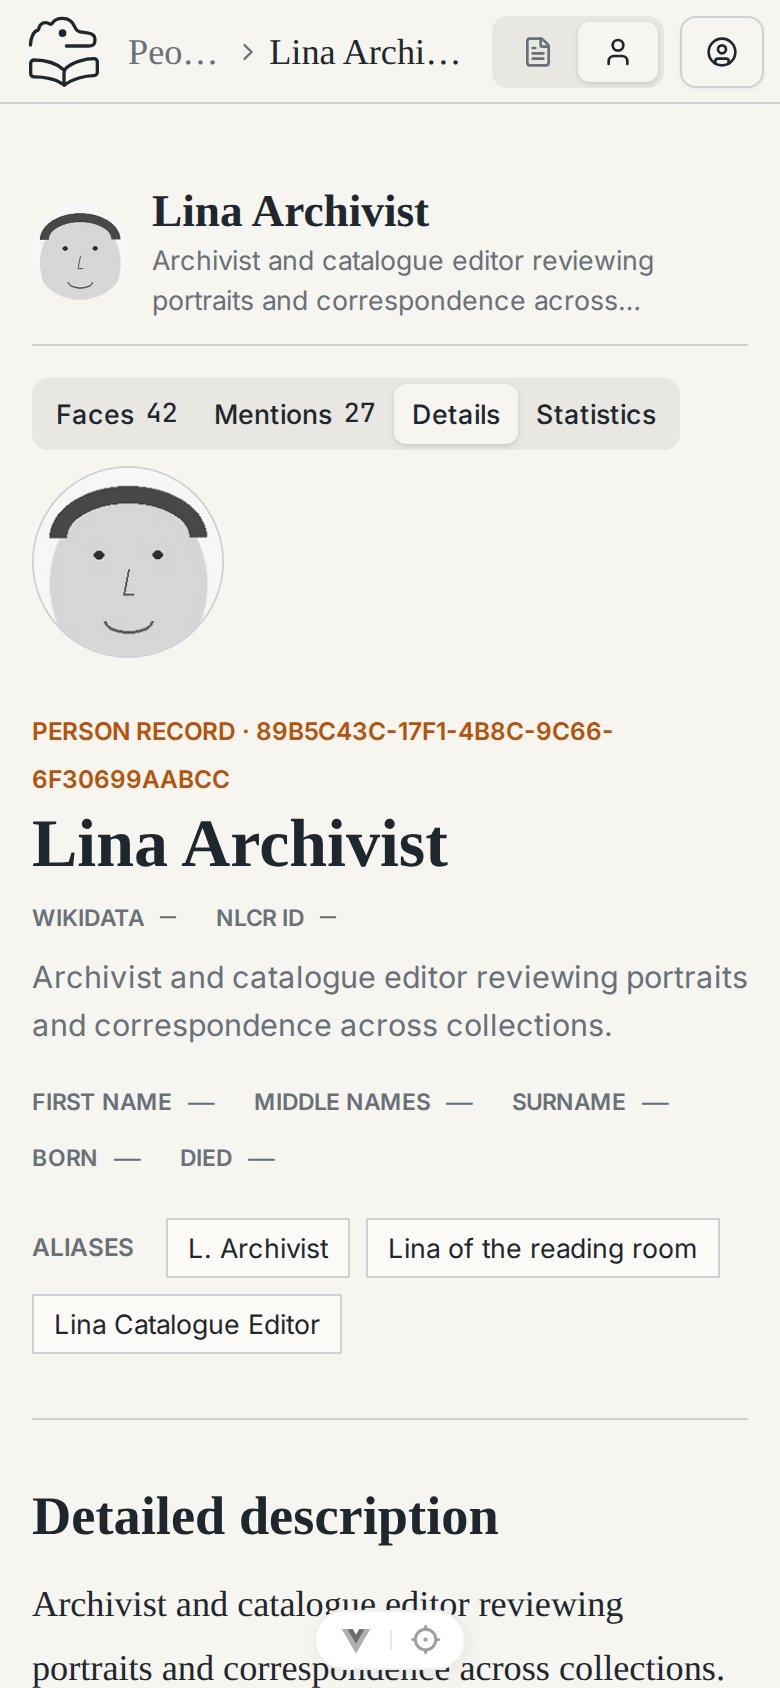 Peo… > Lina Archi…
Lina Archivist
Archivist and catalogue editor reviewing
portraits and correspondence across…
Faces 42 Mentions 27 Details Statistics
PERSON RECORD · 89B5C43C-17F1-4B8C-9C66-
6F30699AABCC
Lina Archivist
WIKIDATA — NLCR ID —
Archivist and catalogue editor reviewing portraits
and correspondence across collections.
FIRST NAME — MIDDLE NAMES — SURNAME —
BORN — DIED —
ALIASES L. Archivist Lina of the reading room
Lina Catalogue Editor
Detailed description
Archivist and catalogue editor reviewing
portraits and correspondence across collections.